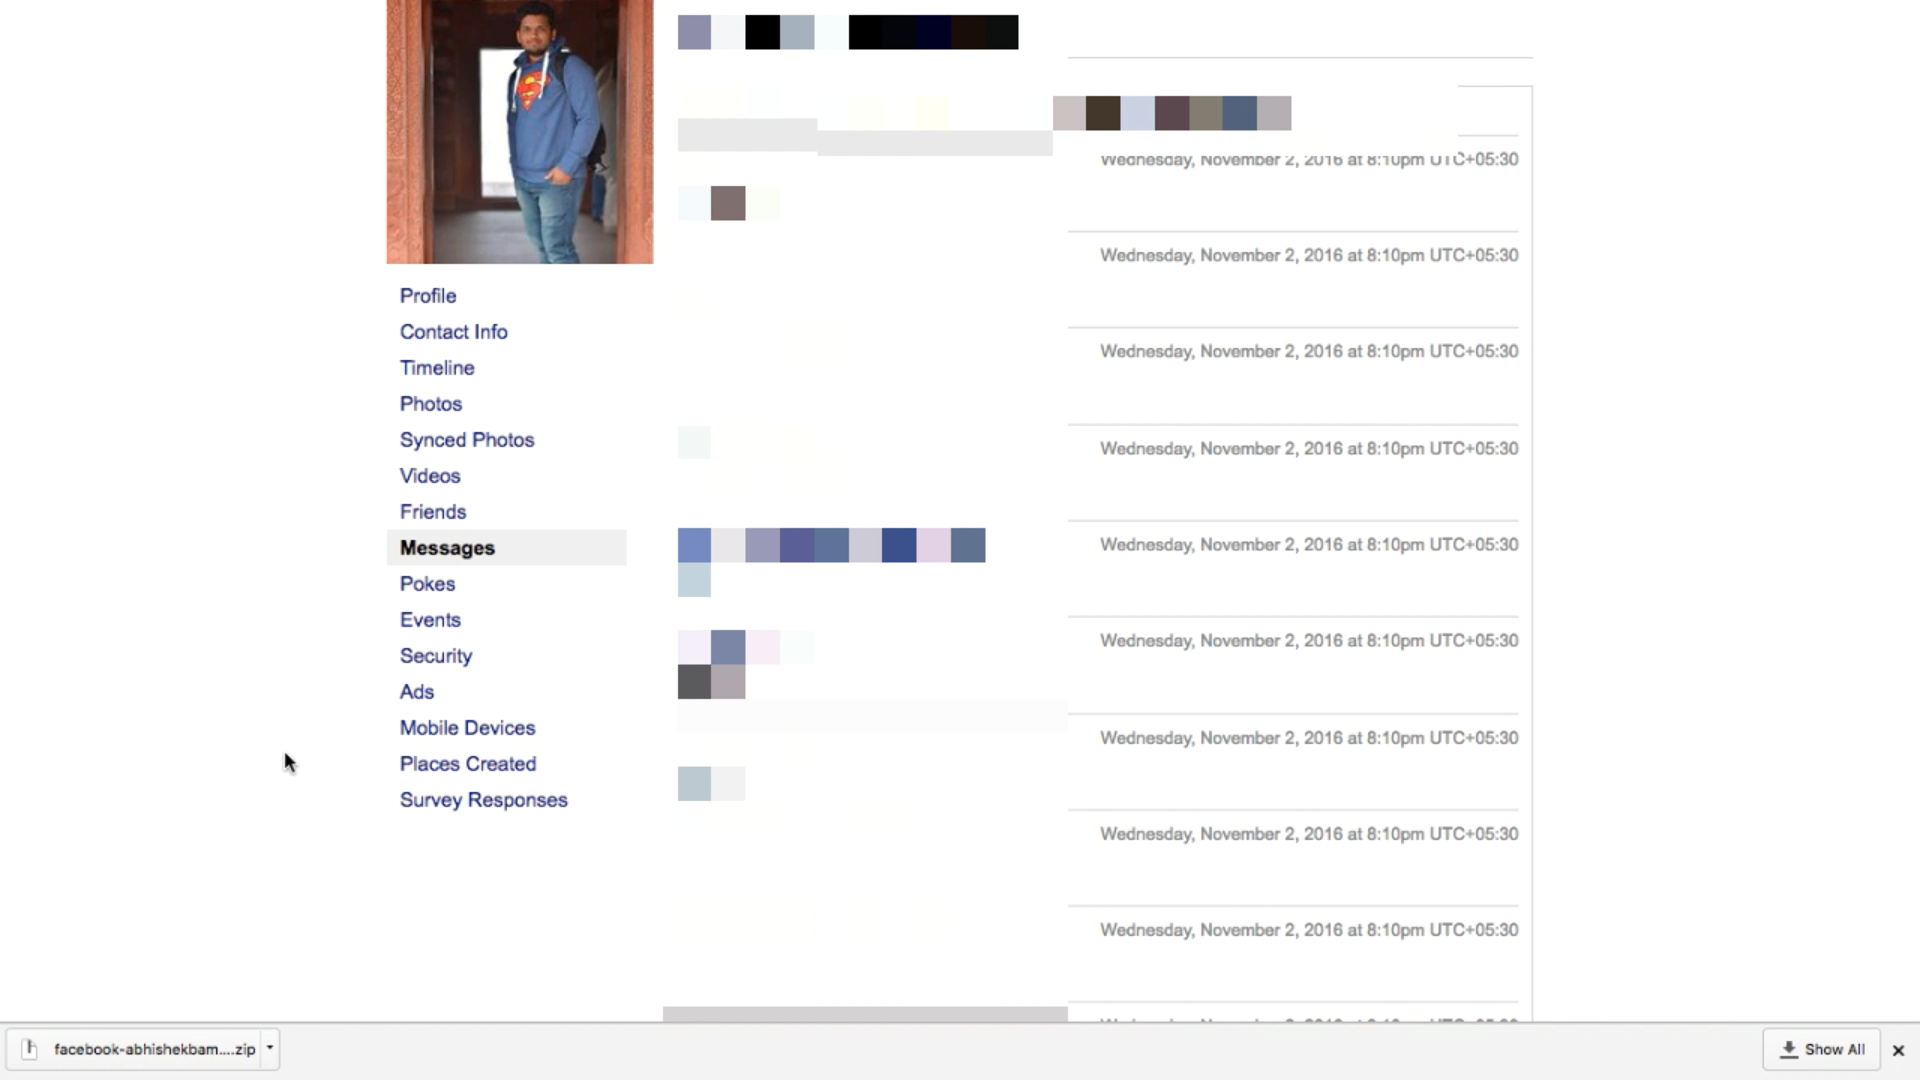 Wednesday, November 2, 2016 at 8:10pm UTC+05:30
Wednesday, November 2, 2016 at 8:10pm UTC+05:30
Profile
Contact Info
Wednesday, November 2, 2016 at 8:10pm UTC+05:30
Timeline
Photos
Synced Photos
Wednesday, November 2, 2016 at 8:10pm UTC+05:30
Videos
Friends
Messages
Wednesday, November 2, 2016 at 8:10pm UTC+05:30
Pokes
Events
Wednesday, November 2, 2016 at 8:10pm UTC+05:30
Security
Ads
Mobile Devices
Wednesday, November 2, 2016 at 8:10pm UTC+05:30
Places Created
Survey Responses
Wednesday, November 2, 2016 at 8:10pm UTC+05:30
Wednesday, November 2, 2016 at 8:10pm UTC+05:30
facebook-abhishekbam....zip
Show All